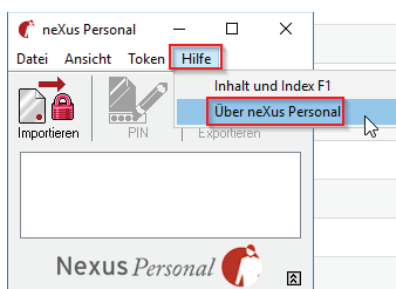 neXus Personal
Datei Ansicht Token Hilfe
Inhalt und Index F1
Über neXus Personal
Importieren PIN Exportieren
Nexus Personal